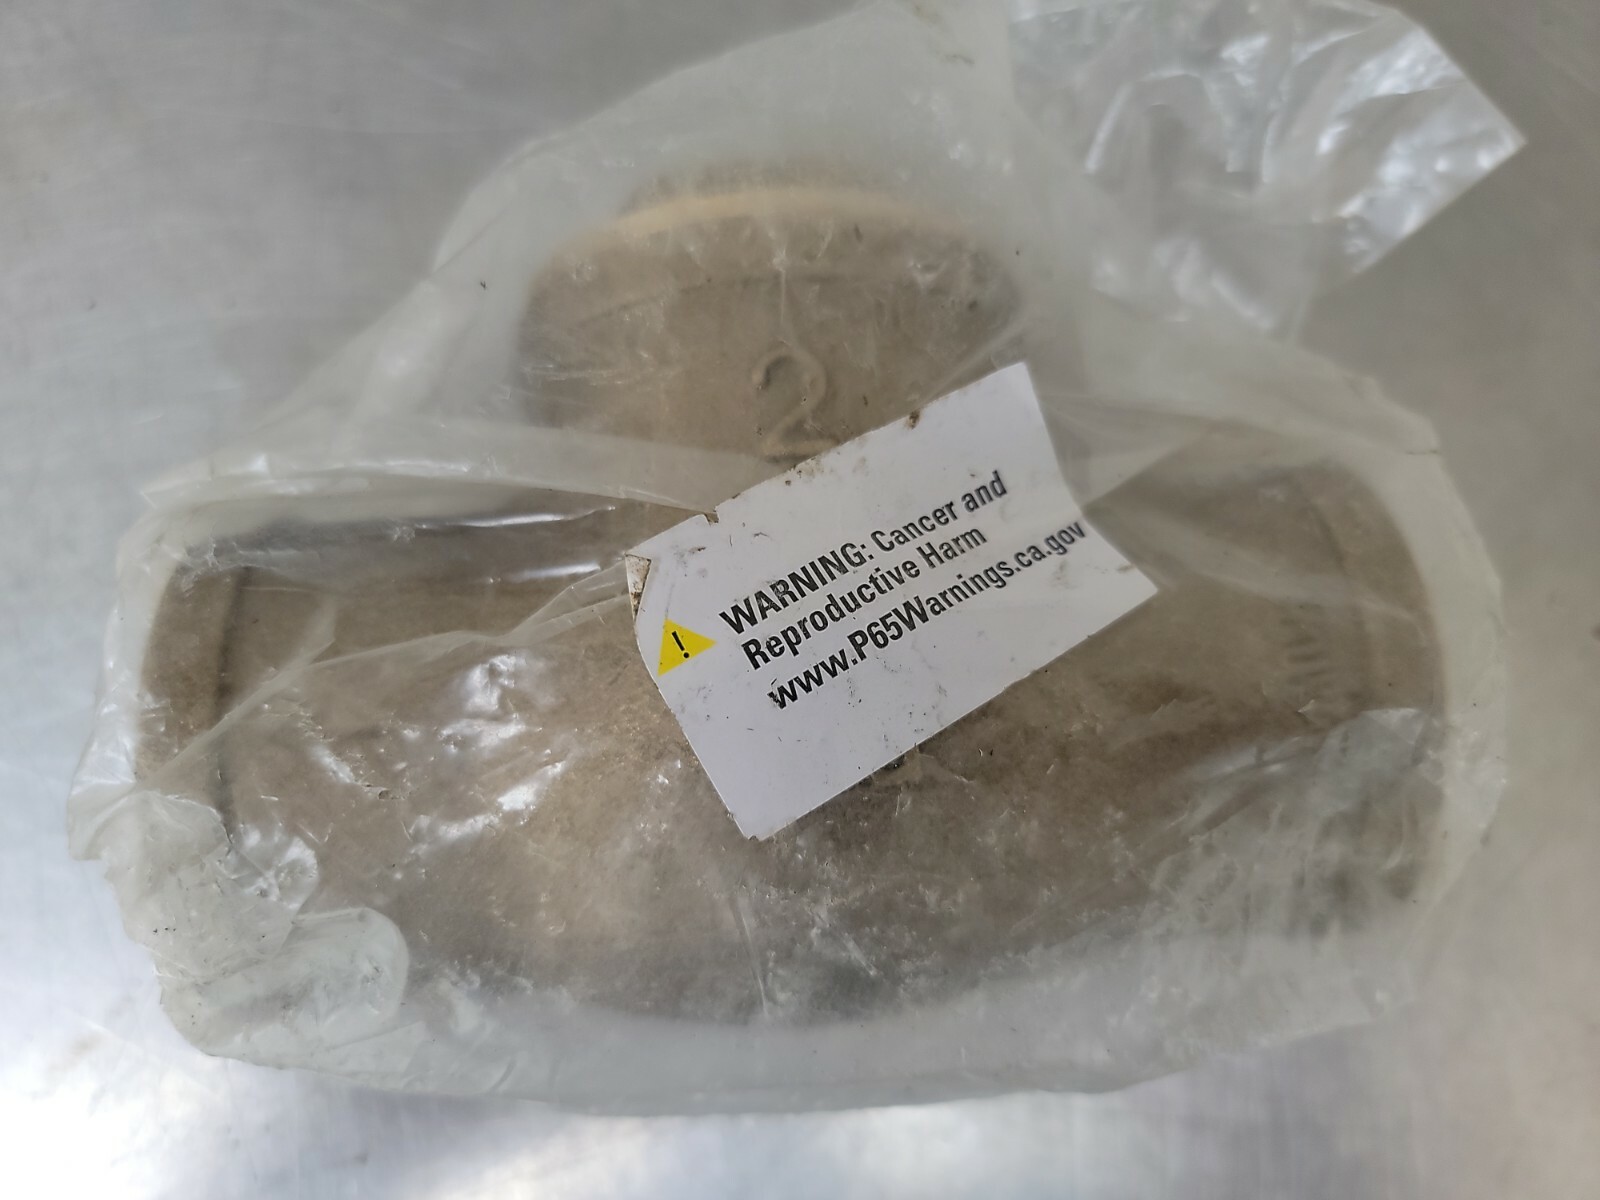 2
! WARNING: Cancer and
Reproductive Harm
www.P65Warnings.ca.gov